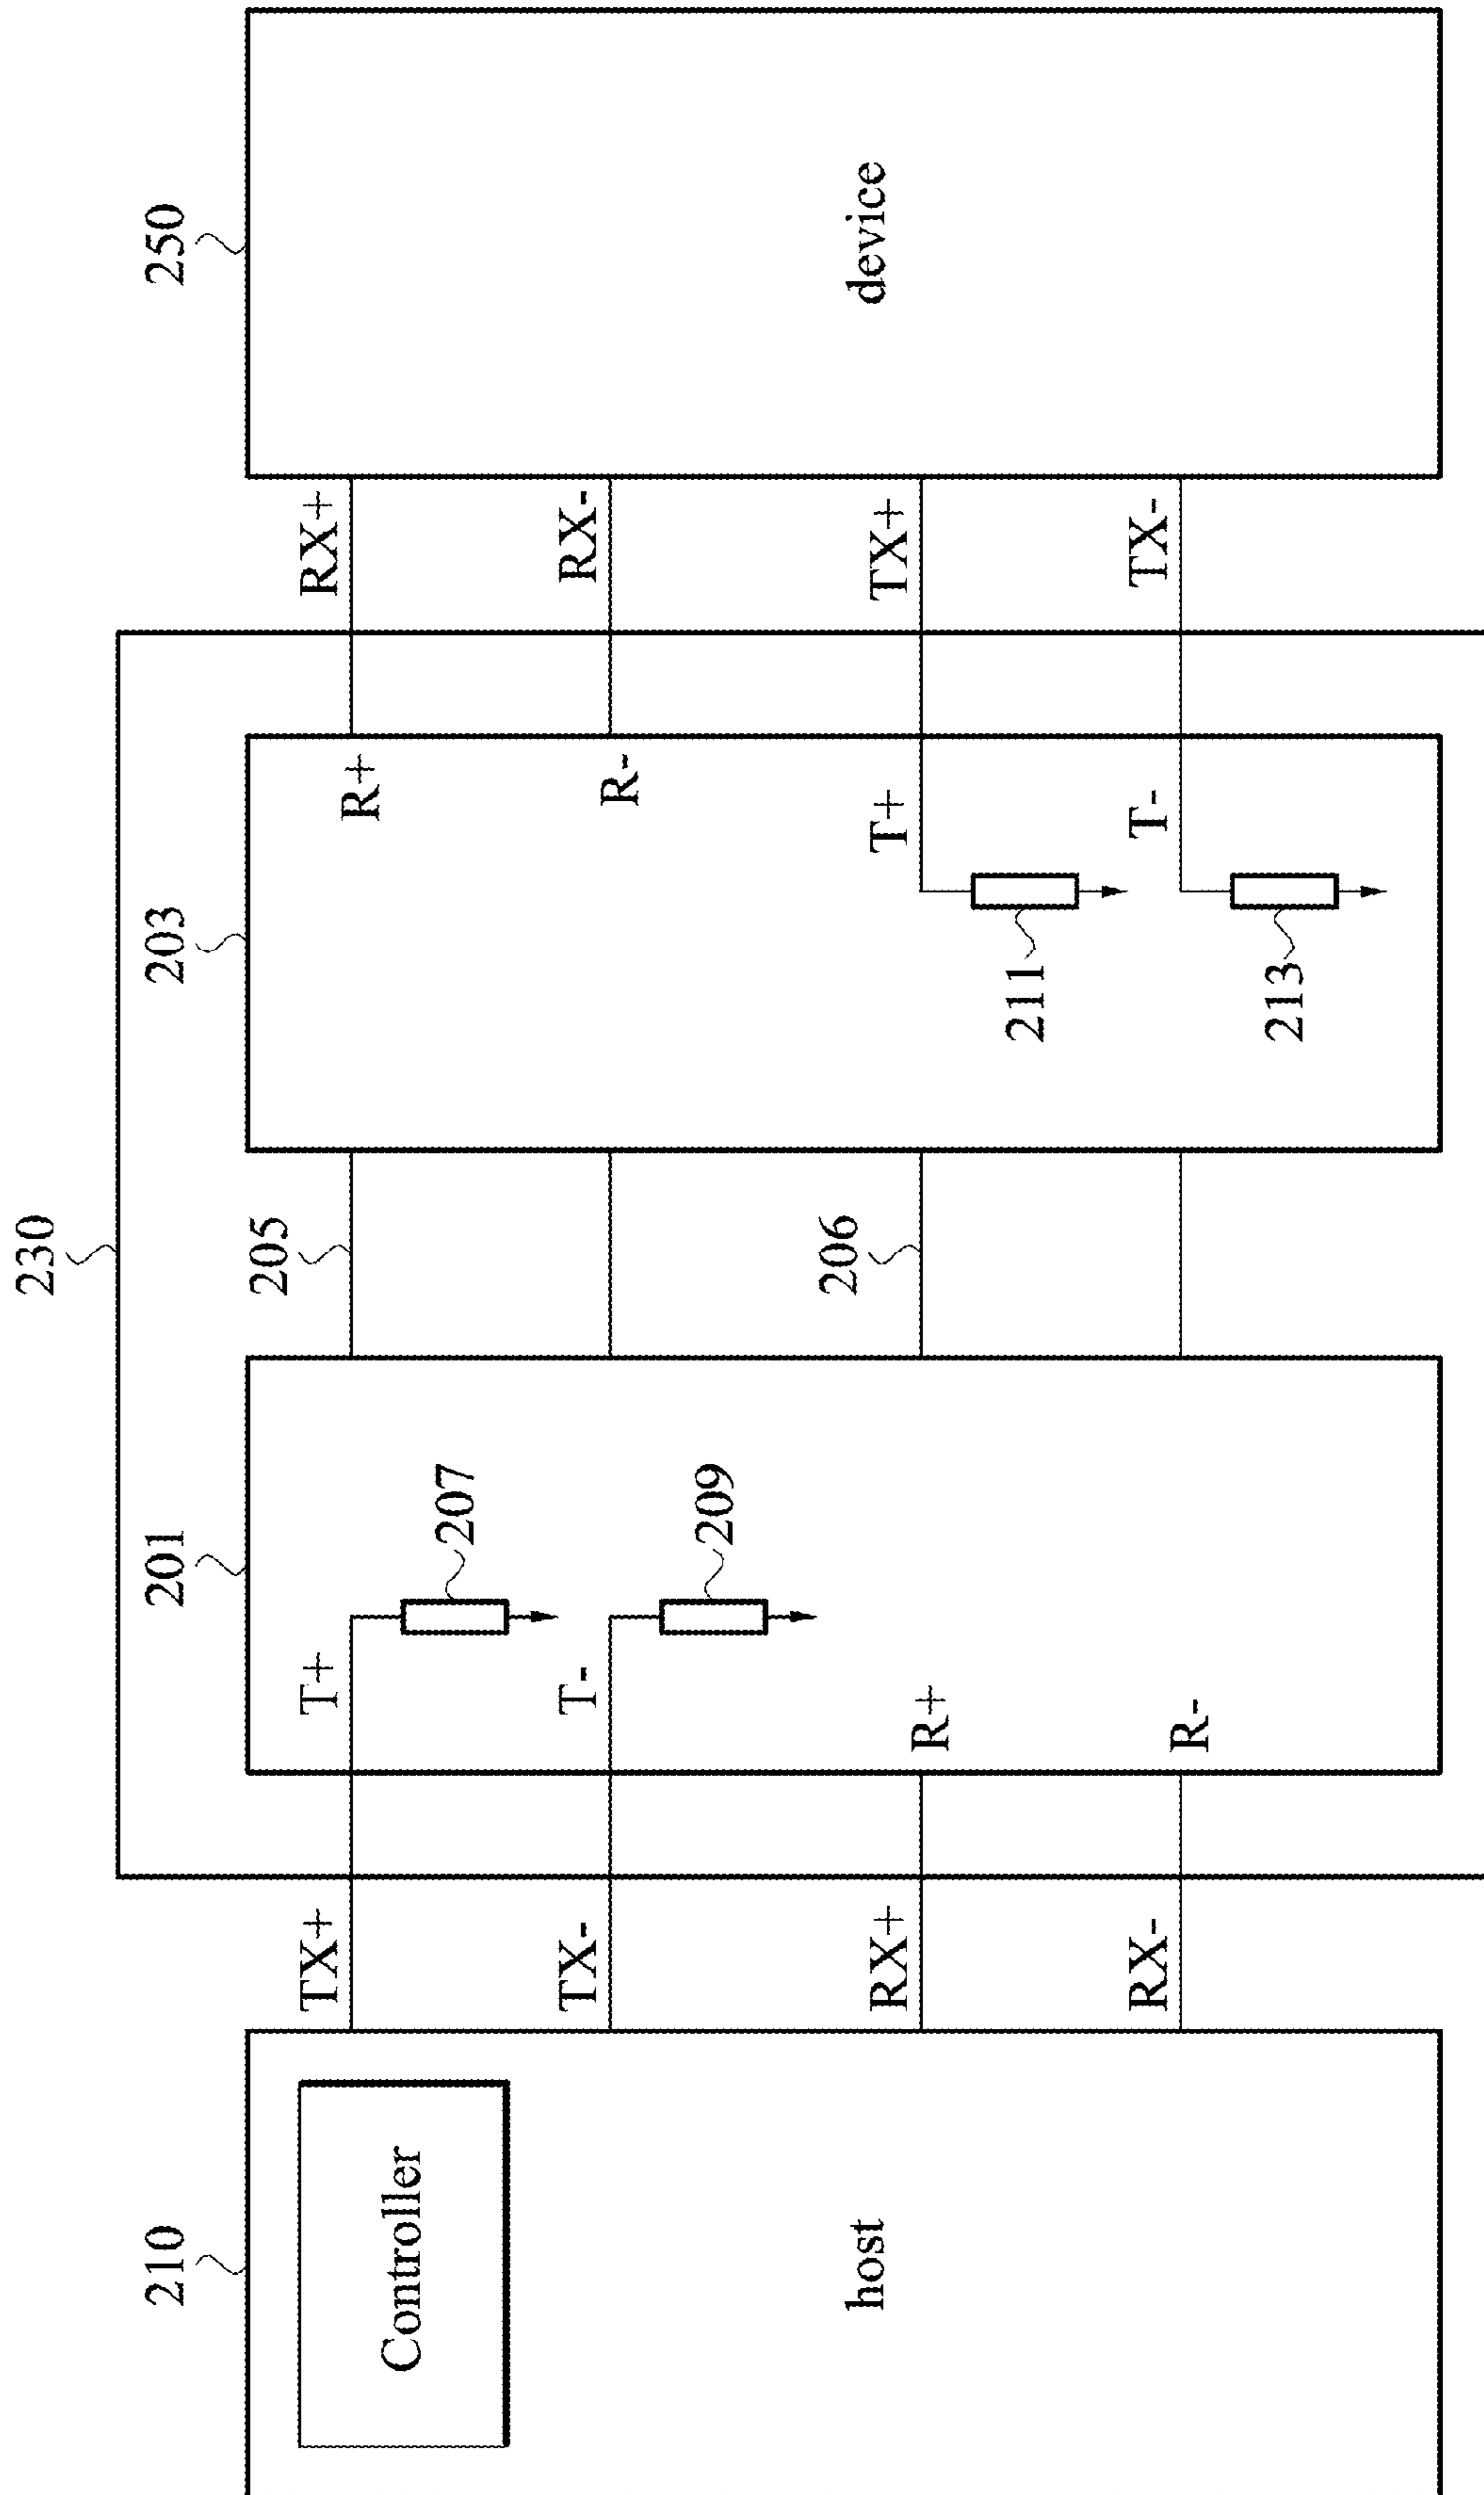 230
210
201
203
250
Controller
host
TX+
TX-
RX+
RX-
T+
207
T-
209
R+
R-
205
206
R+
R-
T+
211
T-
213
RX+
RX-
TX+
TX-
device